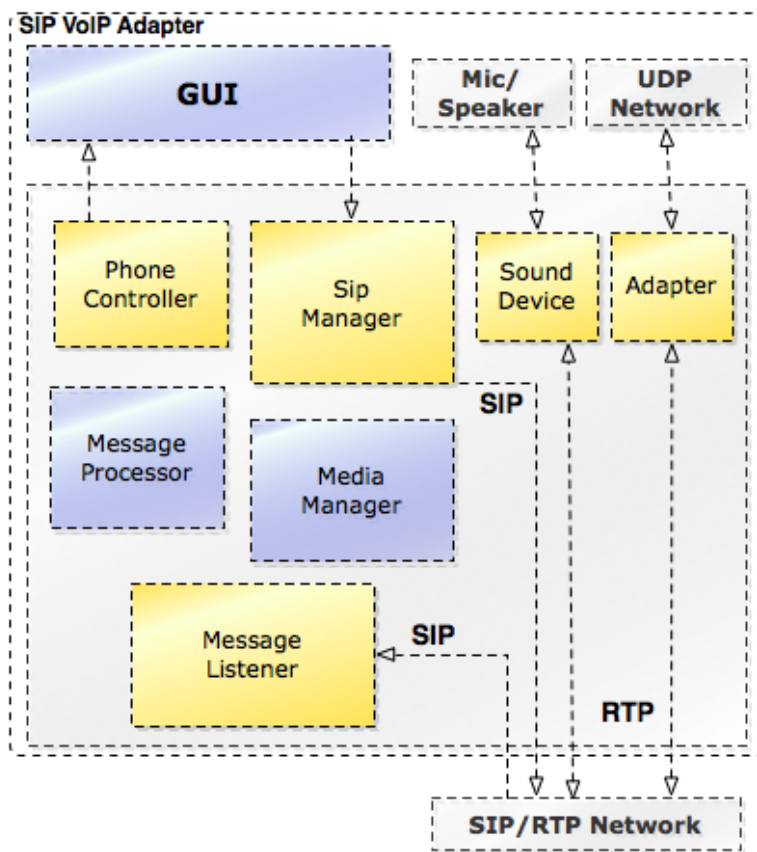 SIP VoIP Adapter
GUI
Mic/
Speaker
UDP
Network
Phone
Controller
Sip
Manager
Sound
Device
Adapter
SIP
Message
Processor
Media
Manager
Message
Listener
SIP
RTP
SIP/RTP Network